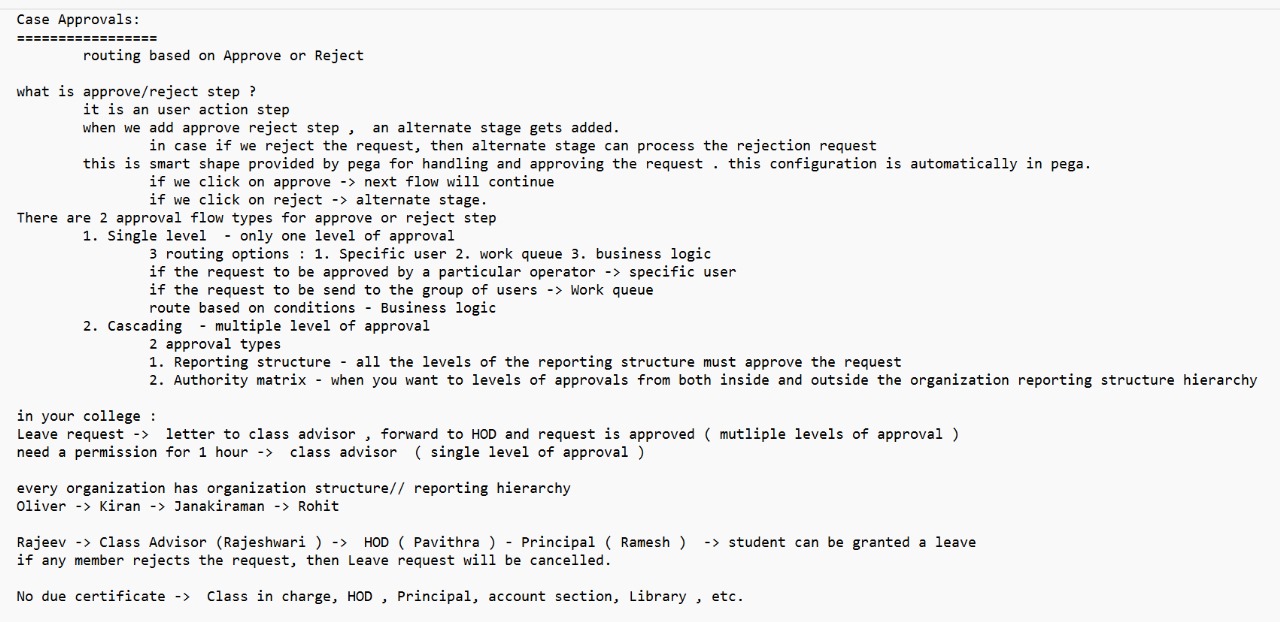 Case Approvals:
=================
routing based on Approve or Reject
what is approve/reject step ?
it is an user action step
when we add approve reject step ,  an alternate stage gets added.
in case if we reject the request, then alternate stage can process the rejection request
this is smart shape provided by pega for handling and approving the request . this configuration is automatically in pega.
if we click on approve -> next flow will continue
if we click on reject -> alternate stage.
There are 2 approval flow types for approve or reject step
1. Single level  - only one level of approval
3 routing options : 1. Specific user 2. work queue 3. business logic
if the request to be approved by a particular operator -> specific user
if the request to be send to the group of users -> Work queue
route based on conditions - Business logic
2. Cascading  - multiple level of approval
2 approval types
1. Reporting structure - all the levels of the reporting structure must approve the request
2. Authority matrix - when you want to levels of approvals from both inside and outside the organization reporting structure hierarchy
in your college :
Leave request ->  letter to class advisor , forward to HOD and request is approved ( mutliple levels of approval )
need a permission for 1 hour ->  class advisor  ( single level of approval )
every organization has organization structure// reporting hierarchy
Oliver -> Kiran -> Janakiraman -> Rohit
Rajeev -> Class Advisor (Rajeshwari ) ->  HOD ( Pavithra ) - Principal ( Ramesh )  -> student can be granted a leave
if any member rejects the request, then Leave request will be cancelled.
No due certificate ->  Class in charge, HOD , Principal, account section, Library , etc.